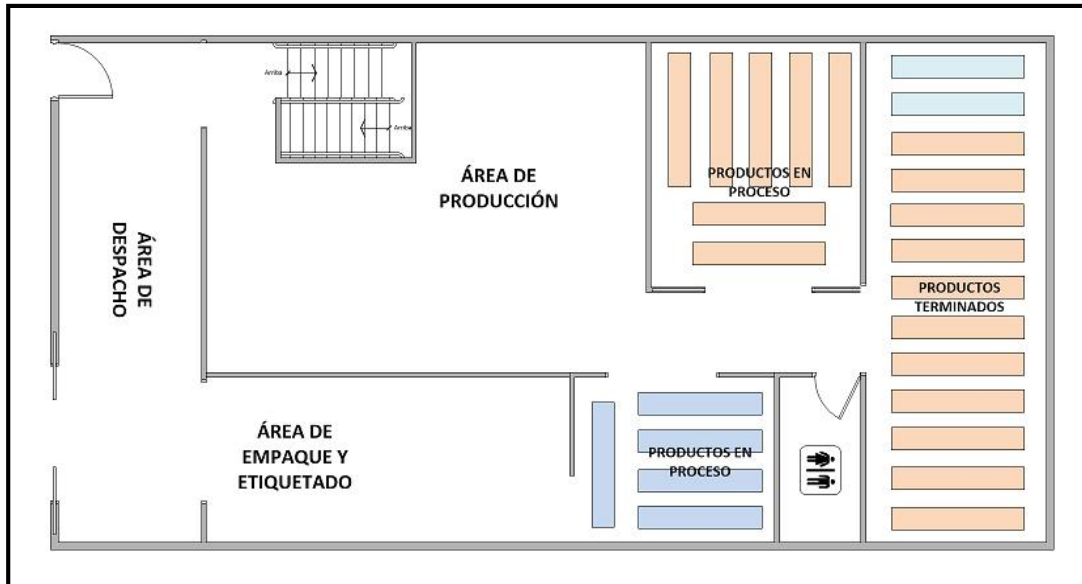 Arriba
Arriba
ÁREA DE
PRODUCCIÓN
PRODUCTOS EN
PROCESO
ÁREA DE
DESPACHO
PRODUCTOS
TERMINADOS
ÁREA DE
EMPAQUE Y
ETIQUETADO
PRODUCTOS EN
PROCESO